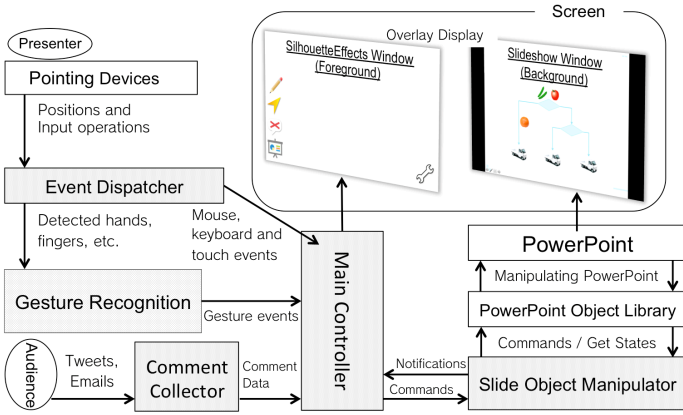 Screen
Presenter
Overlay Display
SilhouetteEffects Window
(Foreground)
Slideshow Window
(Background)
Pointing Devices
Positions and
Input operations
Event Dispatcher
Detected hands,
fingers, etc.
Mouse,
keyboard and
touch events
Main Controller
Gesture Recognition
Gesture events
PowerPoint
Manipulating PowerPoint
PowerPoint Object Library
Commands / Get States
Audience
Tweets,
Emails
Comment
Collector
Comment
Data
Notifications
Commands
Slide Object Manipulator